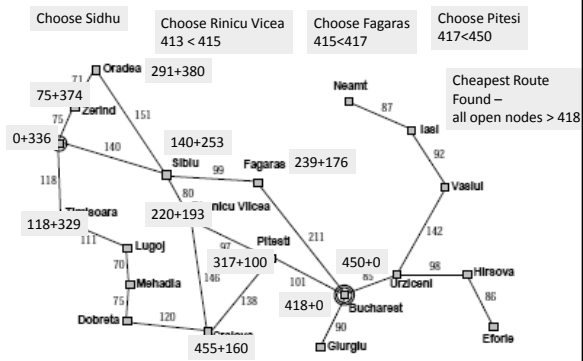 Choose Sidhu
Choose Rinicu Vicea
413 < 415
Choose Fagaras
415<417
Choose Pitesi
417<450
Cheapest Route
Found –
all open nodes > 418
71
Oradea
291+380
Neamt
75+374
Zerind
87
75
151
Iasi
0+336
140
140+253
92
Sibiu
99
Fagaras
239+176
118
80
Vaslui
118+329
220+193
Rimnicu Vilcea
111
Lugoj
97
Pitesti
211
142
317+100
450+0
70
146
101
85
98
Hirsova
Mehadia
138
Urziceni
75
418+0
Bucharest
86
Dobreta
120
90
455+160
Giurgiu
Eforie